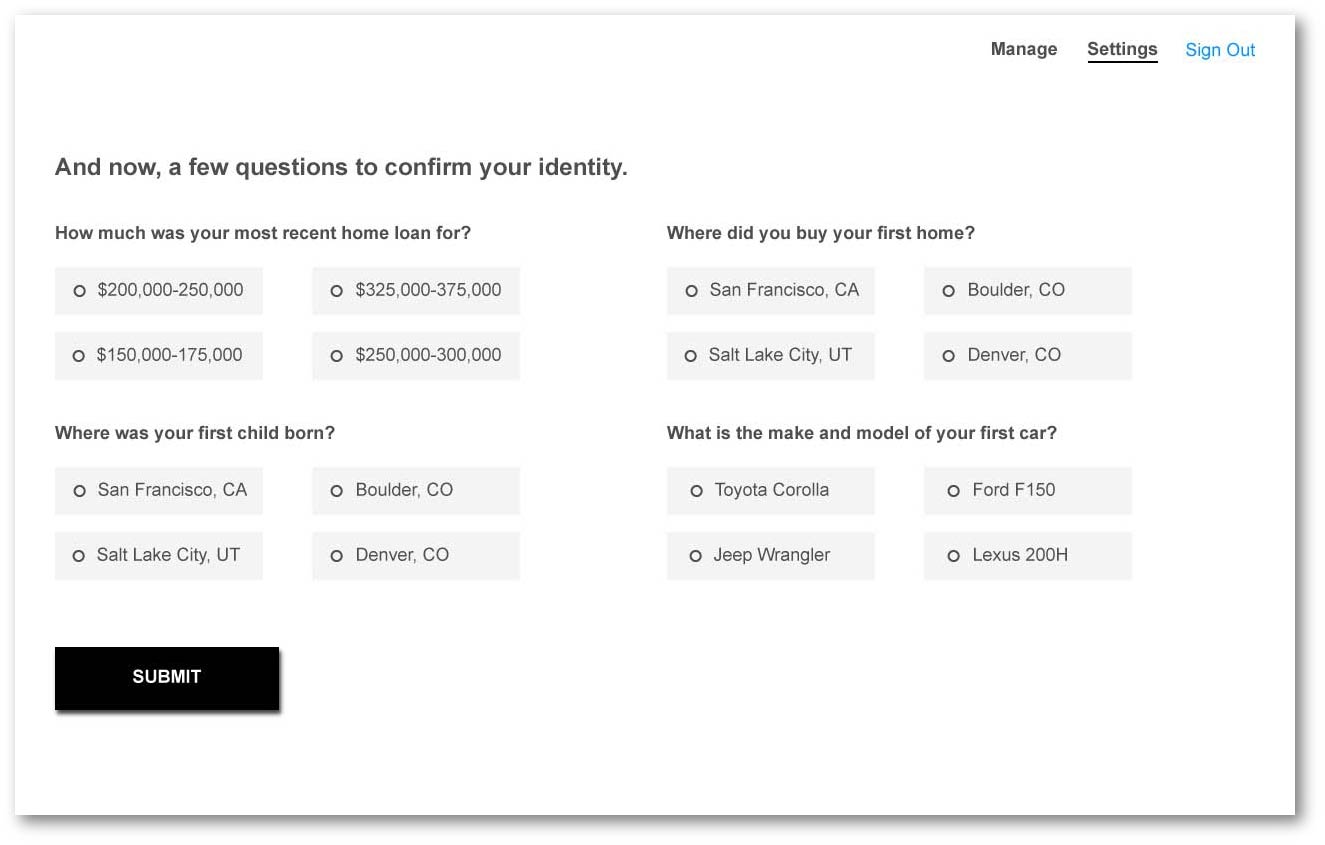 Manage Settings Sign Out
And now, a few questions to confirm your identity.
How much was your most recent home loan for?
$200,000-250,000 $325,000-375,000
$150,000-175,000 $250,000-300,000
Where did you buy your first home?
San Francisco, CA Boulder, CO
Salt Lake City, UT Denver, CO
Where was your first child born?
San Francisco, CA Boulder, CO
Salt Lake City, UT Denver, CO
What is the make and model of your first car?
Toyota Corolla Ford F150
Jeep Wrangler Lexus 200H
SUBMIT